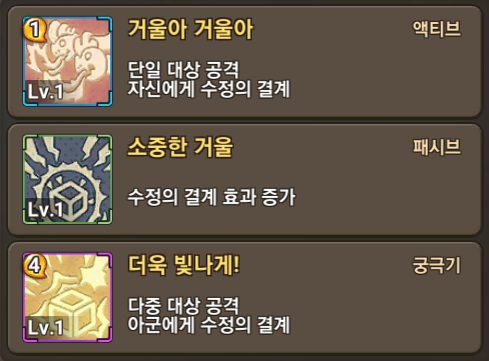 1
거울아 거울아
액티브
단일 대상 공격
자신에게 수정의 결계
Lv.1
소중한 거울
패시브
수정의 결계 효과 증가
Lv.1
4
더욱 빛나게!
궁극기
다중 대상 공격
아군에게 수정의 결계
Lv.1